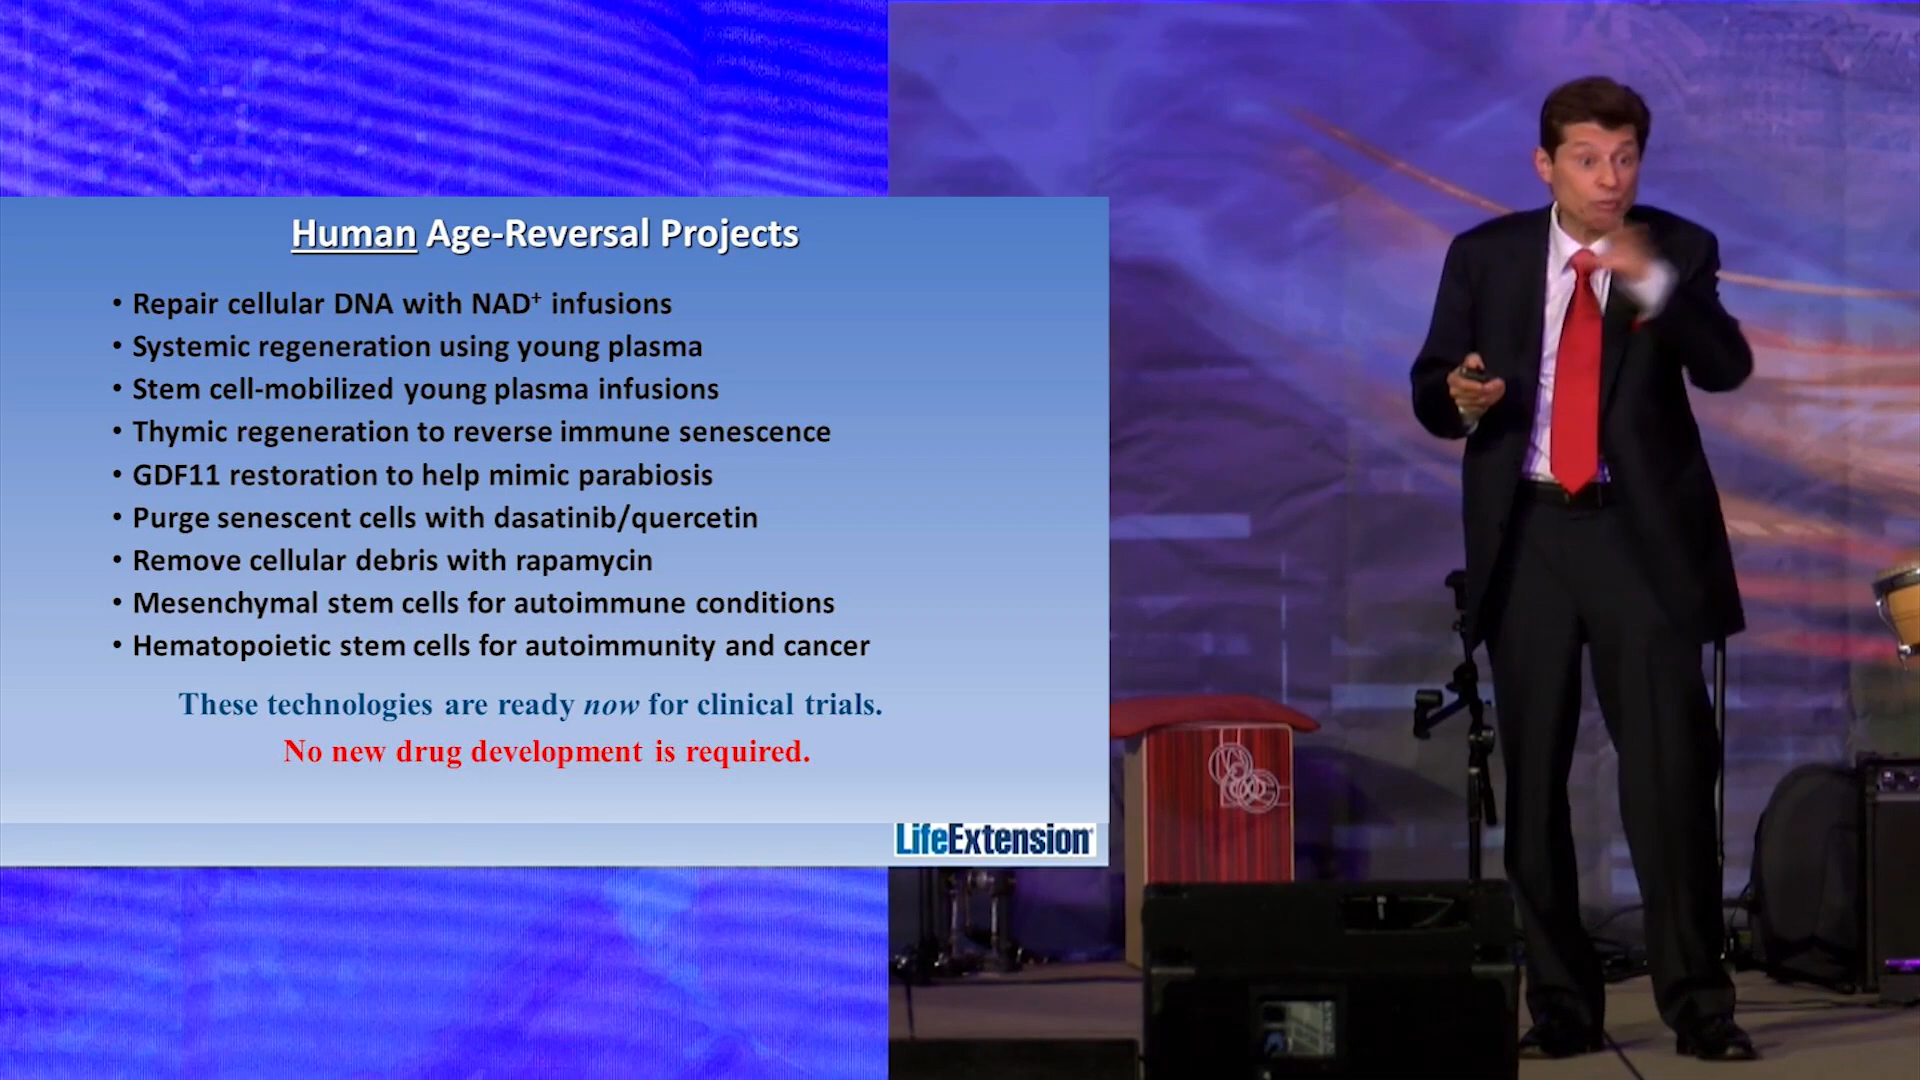 Human Age-Reversal Projects
• Repair cellular DNA with NAD⁺ infusions
• Systemic regeneration using young plasma
• Stem cell-mobilized young plasma infusions
• Thymic regeneration to reverse immune senescence
• GDF11 restoration to help mimic parabiosis
• Purge senescent cells with dasatinib/quercetin
• Remove cellular debris with rapamycin
• Mesenchymal stem cells for autoimmune conditions
• Hematopoietic stem cells for autoimmunity and cancer
These technologies are ready now for clinical trials.
No new drug development is required.
LifeExtension